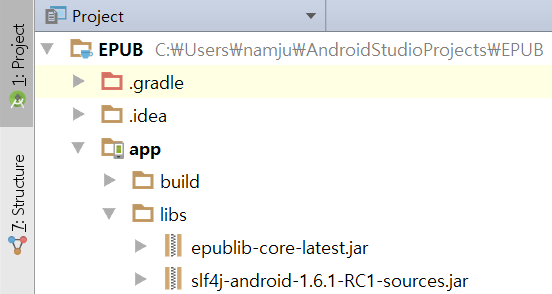 Project
1: Project
EPUB C:₩Users₩namju₩AndroidStudioProjects₩EPUB
.gradle
.idea
app
build
7: Structure
libs
epublib-core-latest.jar
slf4j-android-1.6.1-RC1-sources.jar